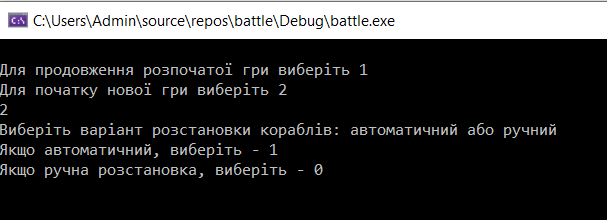 C:\Users\Admin\source\repos\battle\Debug\battle.exe
Для продовження розпочатої гри виберіть 1
Для початку нової гри виберіть 2
2
Виберіть варіант розстановки кораблів: автоматичний або ручний
Якщо автоматичний, виберіть - 1
Якщо ручна розстановка, виберіть - 0